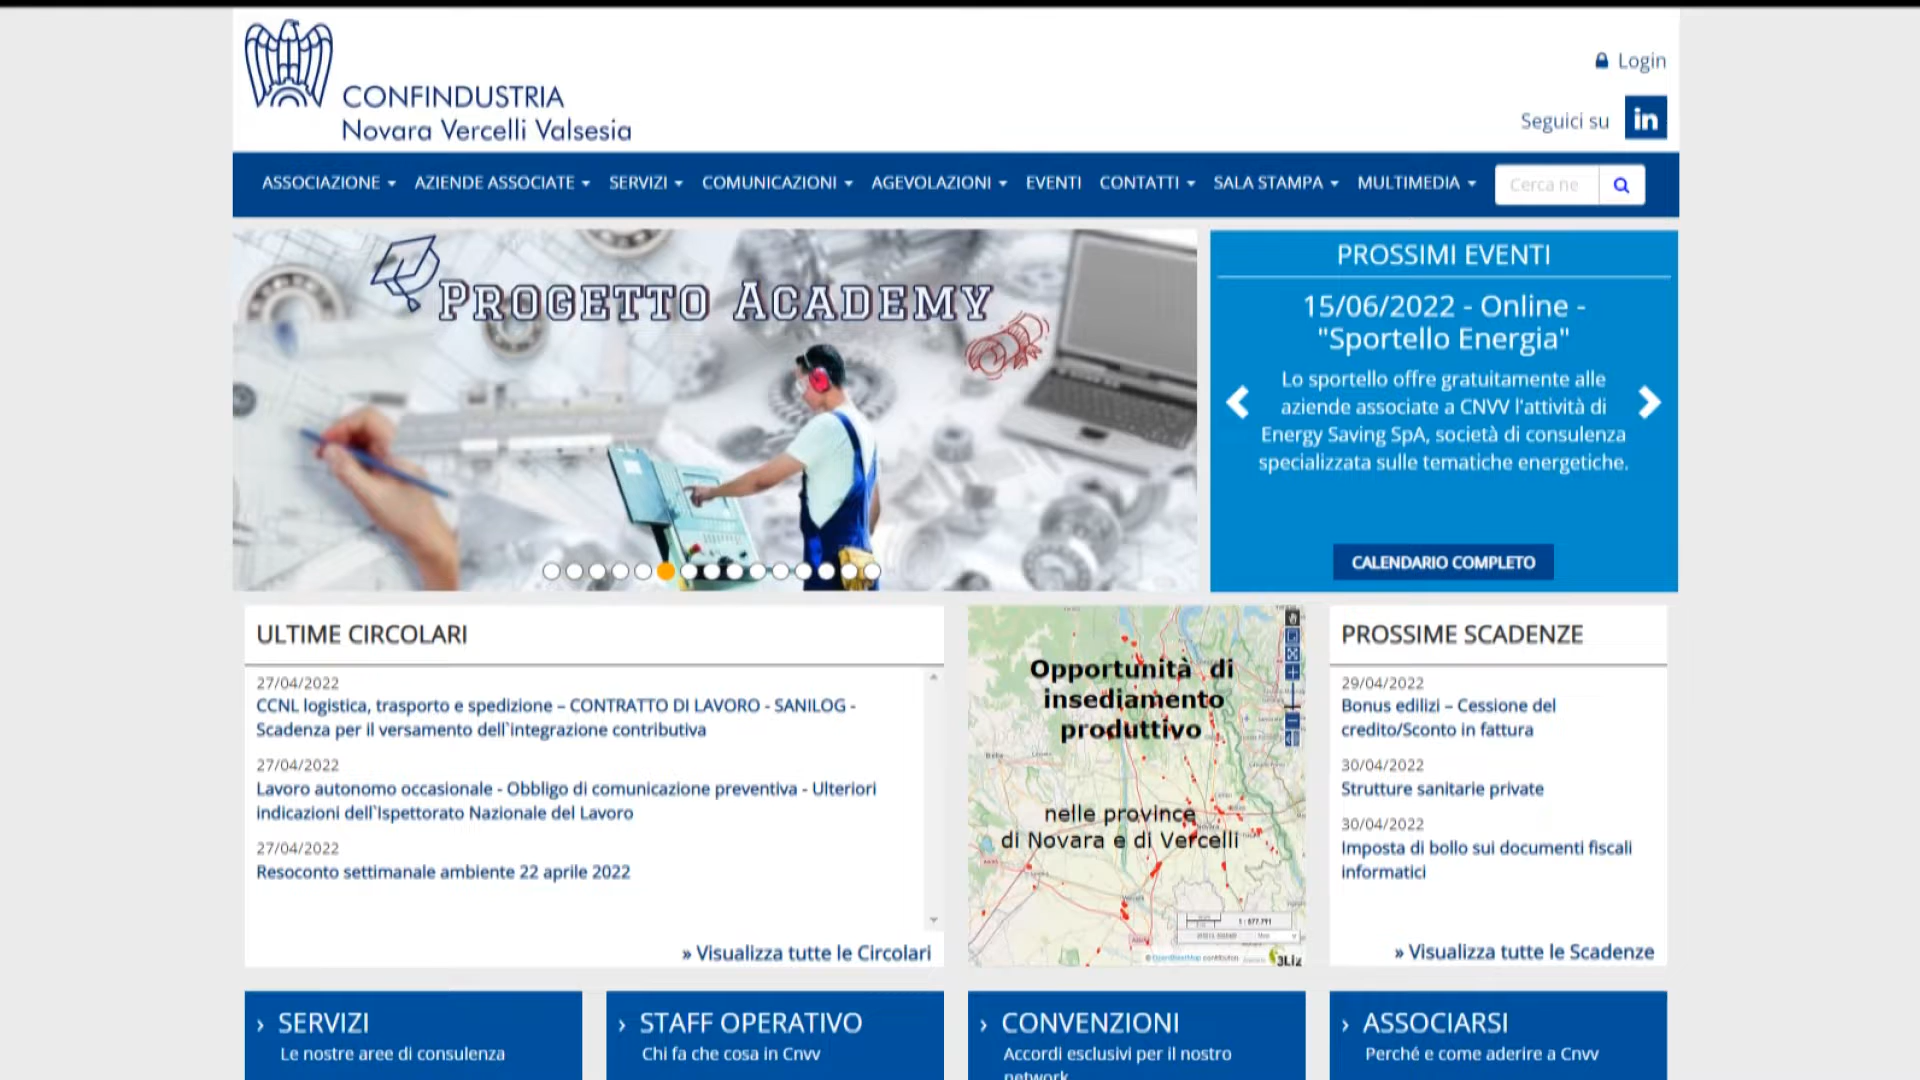 CONFINDUSTRIA
Novara Vercelli Valsesia
Login
Seguici su
in
ASSOCIAZIONE
AZIENDE ASSOCIATE
SERVIZI
COMUNICAZIONI
AGEVOLAZIONI
EVENTI
CONTATTI
SALA STAMPA
MULTIMEDIA
Cerca ne
PROGETTO ACADEMY
PROSSIMI EVENTI
15/06/2022 - Online -
"Sportello Energia"
Lo sportello offre gratuitamente alle
aziende associate a CNVV l'attività di
Energy Saving SpA, società di consulenza
specializzata sulle tematiche energetiche.
CALENDARIO COMPLETO
ULTIME CIRCOLARI
27/04/2022
CCNL logistica, trasporto e spedizione – CONTRATTO DI LAVORO - SANILOG -
Scadenza per il versamento dell`integrazione contributiva
27/04/2022
Lavoro autonomo occasionale - Obbligo di comunicazione preventiva - Ulteriori
indicazioni dell`Ispettorato Nazionale del Lavoro
27/04/2022
Resoconto settimanale ambiente 22 aprile 2022
» Visualizza tutte le Circolari
Opportunità di
insediamento
produttivo
nelle province
di Novara e di Vercelli
1 : 677.791
© OpenStreetMap contributors
3Liz
PROSSIME SCADENZE
29/04/2022
Bonus edilizi – Cessione del
credito/Sconto in fattura
30/04/2022
Strutture sanitarie private
30/04/2022
Imposta di bollo sui documenti fiscali
informatici
» Visualizza tutte le Scadenze
› SERVIZI
Le nostre aree di consulenza
› STAFF OPERATIVO
Chi fa che cosa in Cnvv
› CONVENZIONI
Accordi esclusivi per il nostro
network
› ASSOCIARSI
Perché e come aderire a Cnvv